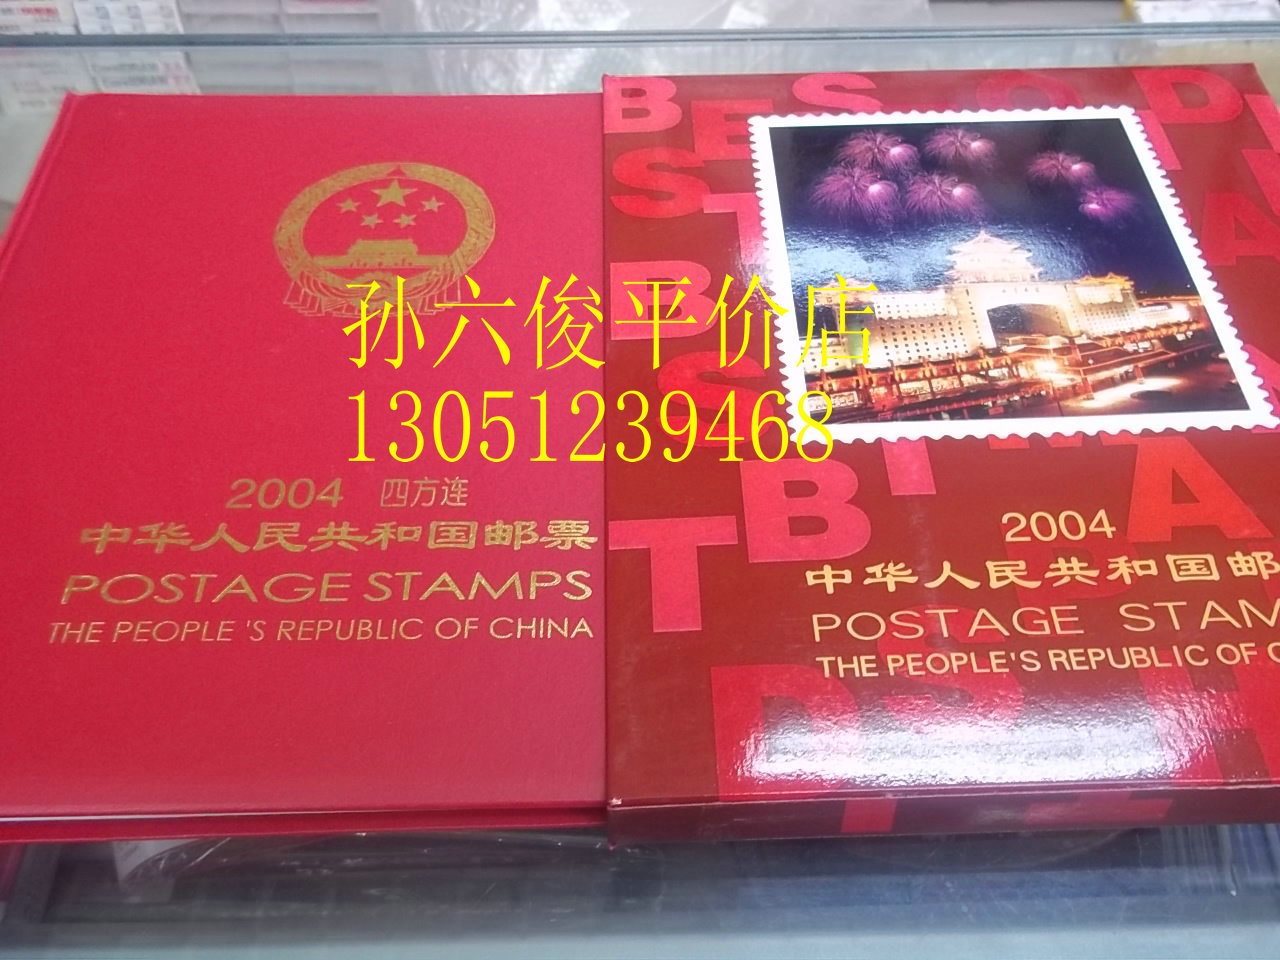 孙六俊平价店
13051239468
2004 四方连
中华人民共和国邮票
POSTAGE STAMPS
THE PEOPLE 'S REPUBLIC OF CHINA
2004
中华人民共和国邮
POSTAGE STAM
THE PEOPLE'S REPUBLIC OF C